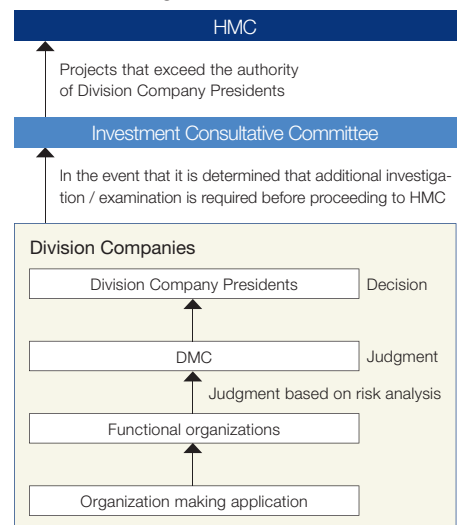 HMC
Projects that exceed the authority
of Division Company Presidents
Investment Consultative Committee
In the event that it is determined that additional investiga-
tion / examination is required before proceeding to HMC
Division Companies
Division Company Presidents
Decision
DMC
Judgment
Judgment based on risk analysis
Functional organizations
Organization making application